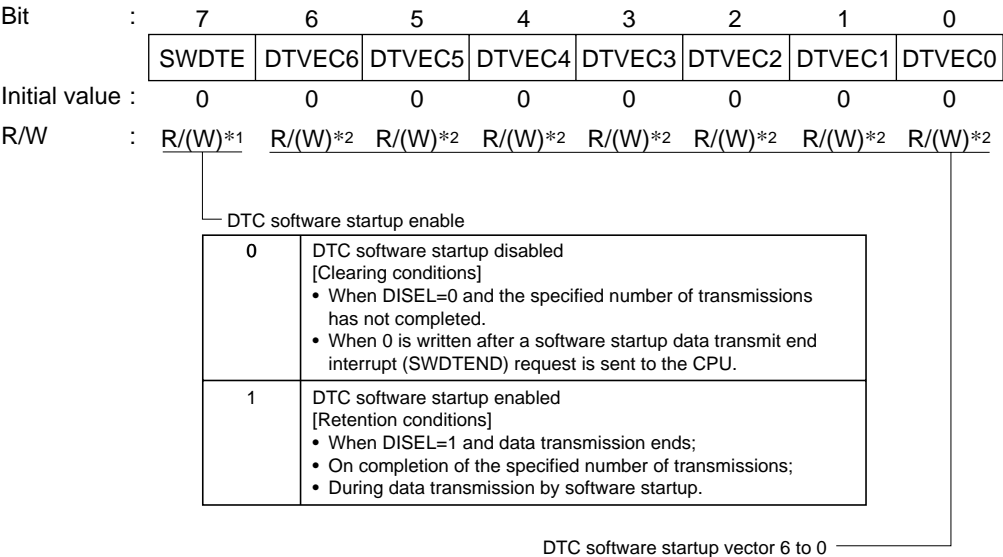 Bit : 7 6 5 4 3 2 1 0
SWDTE DTVEC6 DTVEC5 DTVEC4 DTVEC3 DTVEC2 DTVEC1 DTVEC0
Initial value : 0 0 0 0 0 0 0 0
R/W : R/(W)*1 R/(W)*2 R/(W)*2 R/(W)*2 R/(W)*2 R/(W)*2 R/(W)*2 R/(W)*2
DTC software startup enable
0 DTC software startup disabled
[Clearing conditions]
• When DISEL=0 and the specified number of transmissions
has not completed.
• When 0 is written after a software startup data transmit end
interrupt (SWDTEND) request is sent to the CPU.
1 DTC software startup enabled
[Retention conditions]
• When DISEL=1 and data transmission ends;
• On completion of the specified number of transmissions;
• During data transmission by software startup.
DTC software startup vector 6 to 0